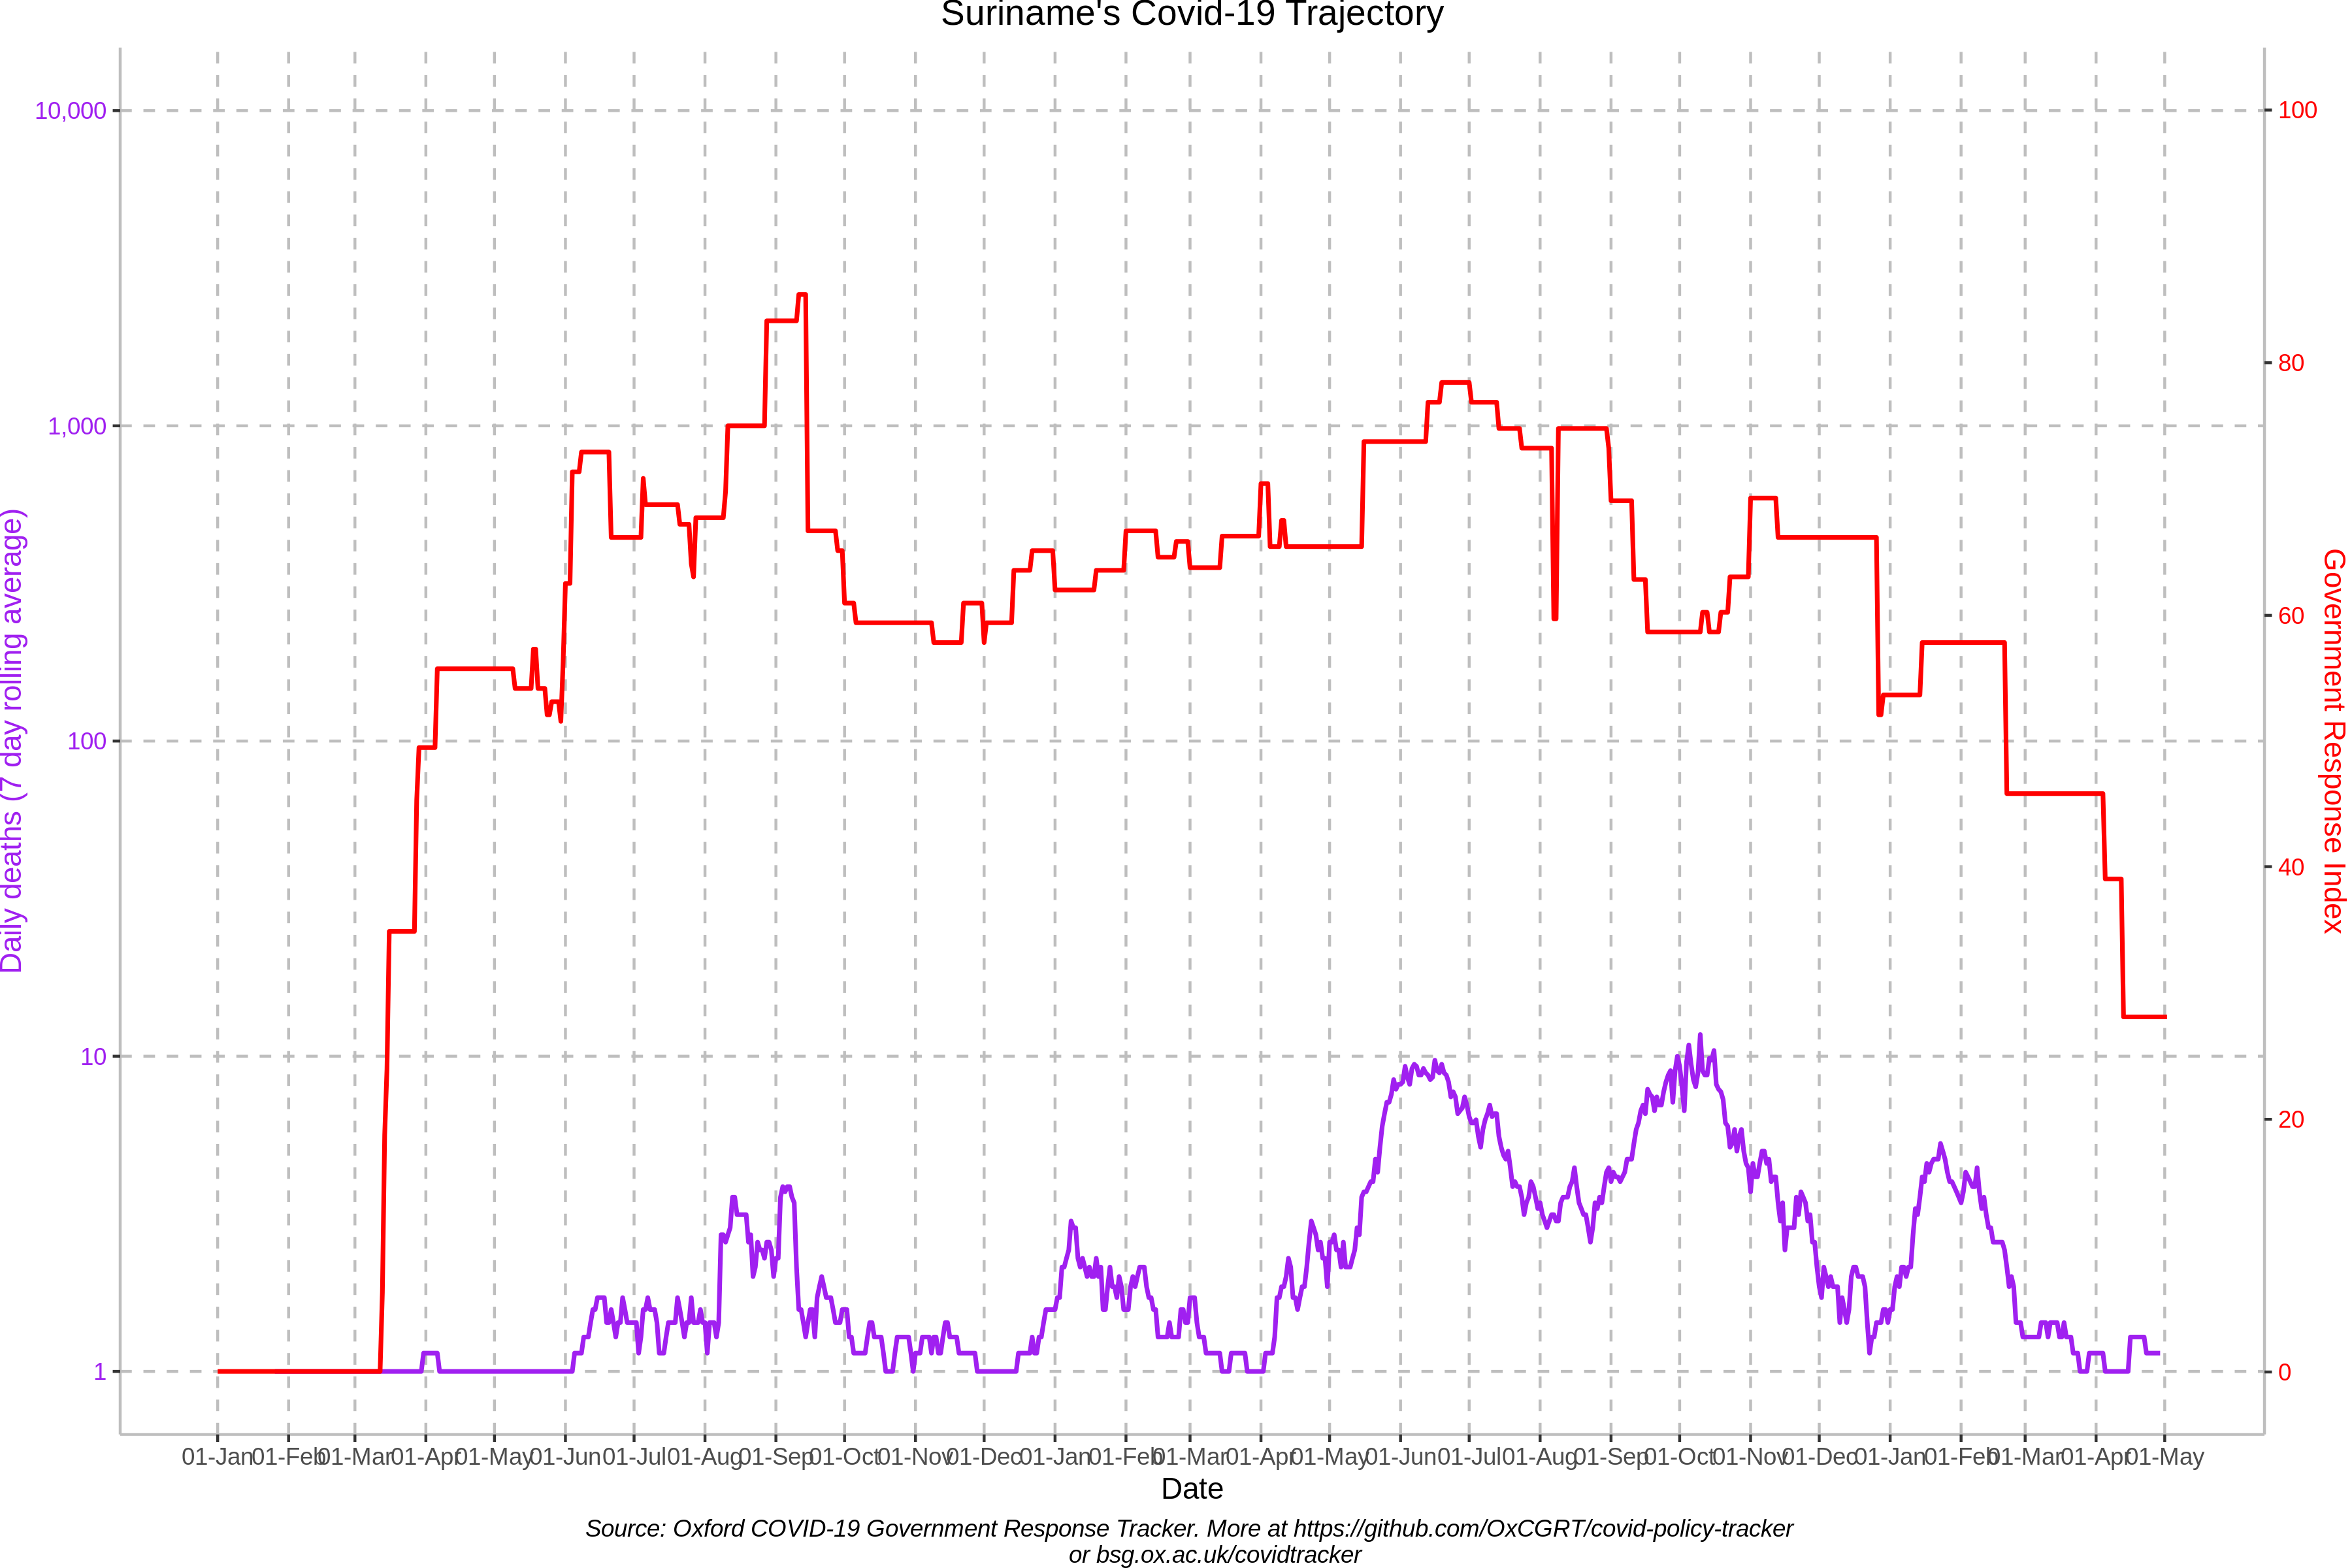 Suriname's Covid-19 Trajectory
Daily deaths (7 day rolling average)
10,000
1,000
100
10
1
100
80
60
40
20
0
Government Response Index
01-Jan 01-Feb 01-Mar 01-Apr 01-May 01-Jun 01-Jul 01-Aug 01-Sep 01-Oct 01-Nov 01-Dec 01-Jan 01-Feb 01-Mar 01-Apr 01-May 01-Jun 01-Jul 01-Aug 01-Sep 01-Oct 01-Nov 01-Dec 01-Jan 01-Feb 01-Mar 01-Apr 01-May
Date
Source: Oxford COVID-19 Government Response Tracker. More at https://github.com/OxCGRT/covid-policy-tracker
or bsg.ox.ac.uk/covidtracker